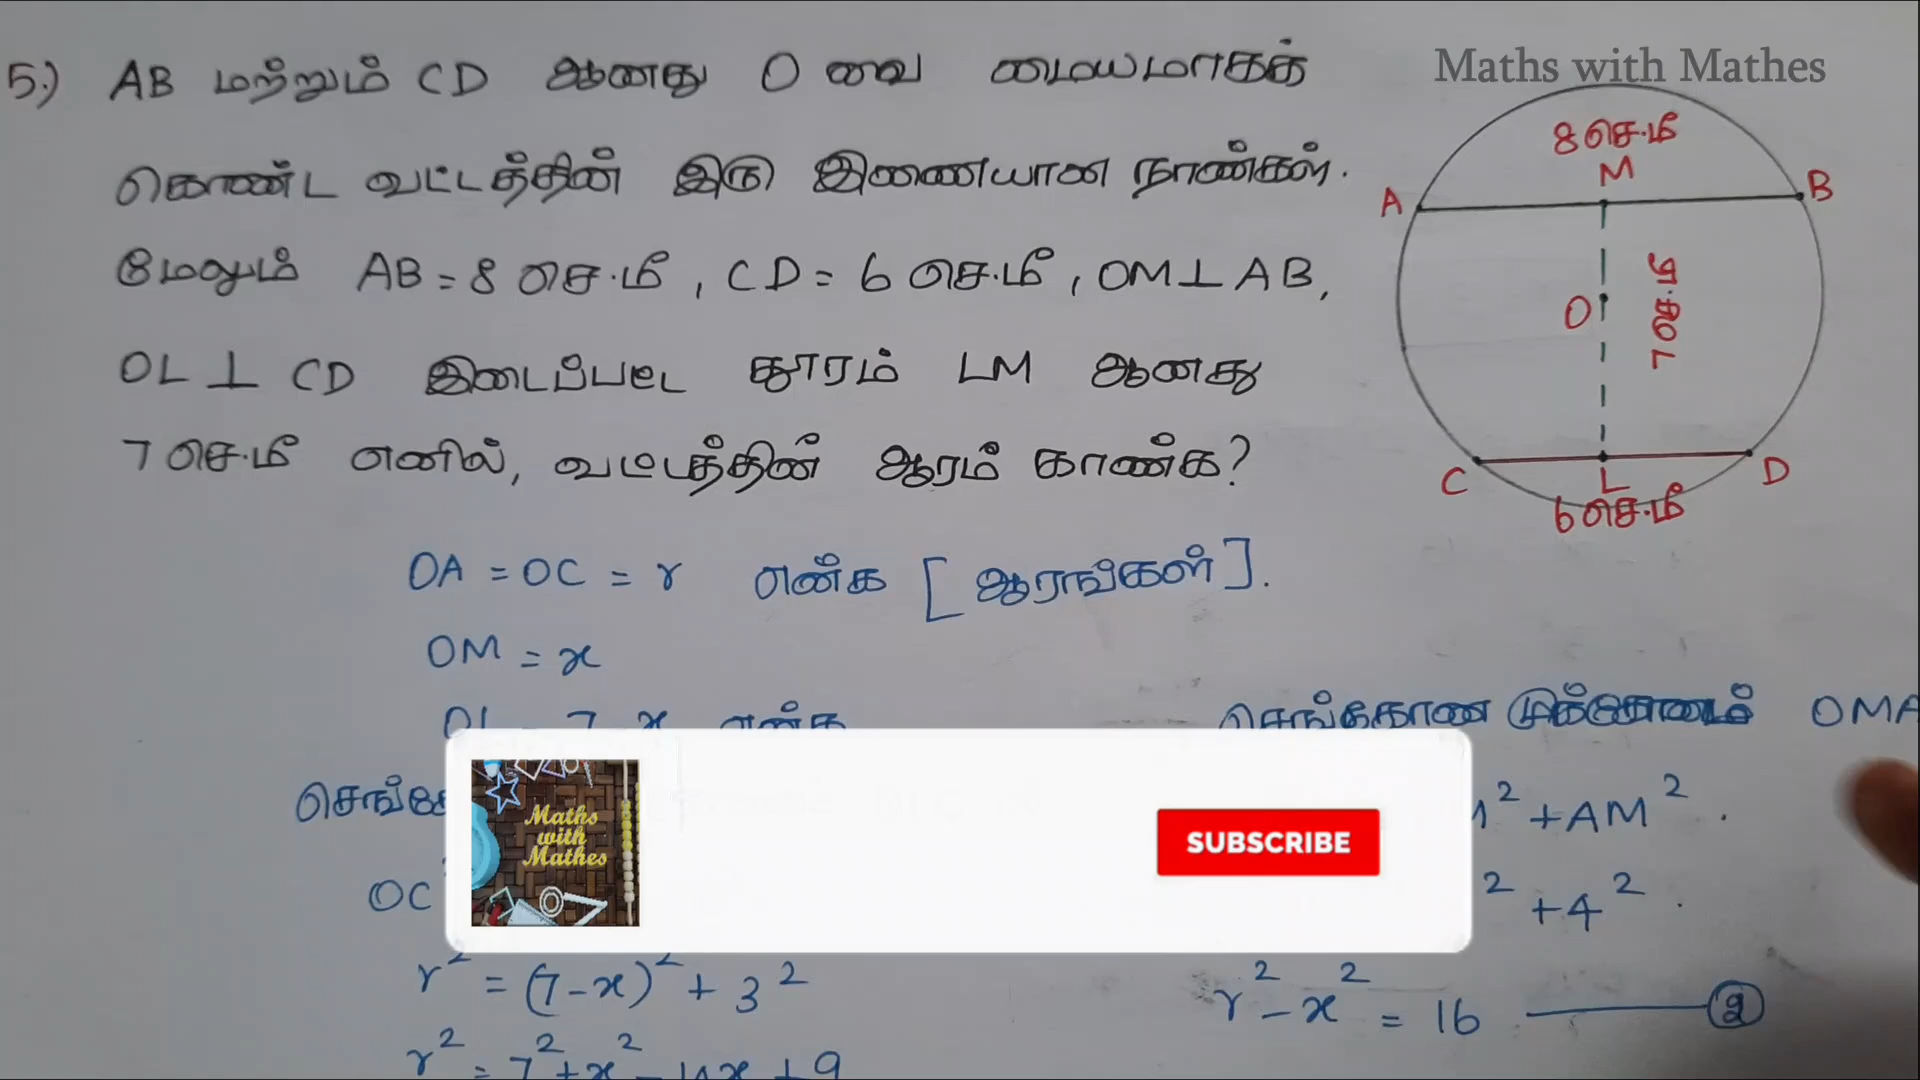 Maths with Mathes
5.) AB மற்றும் CD ஆனது O வை மையமாகக்
கொண்ட வட்டத்தின் இரு இணையான நாண்கள்.
மேலும் AB = 8 செ.மீ, CD = 6 செ.மீ, OM ⊥ AB,
OL ⊥ CD இடைப்பட்ட தூரம் LM ஆனது
7 செ.மீ எனில், வட்டத்தின் ஆரம் காண்க?
8 செ.மீ
M
A
B
O
7 செ.மீ
C
L
D
6 செ.மீ
OA = OC = r என்க [ஆரங்கள்].
OM = x
செங்கோண முக்கோணம் OMA
² + AM².
OC
² + 4².
r² = (7-x)² + 3²
r² - x² = 16 ②
Maths
with
Mathes
SUBSCRIBE